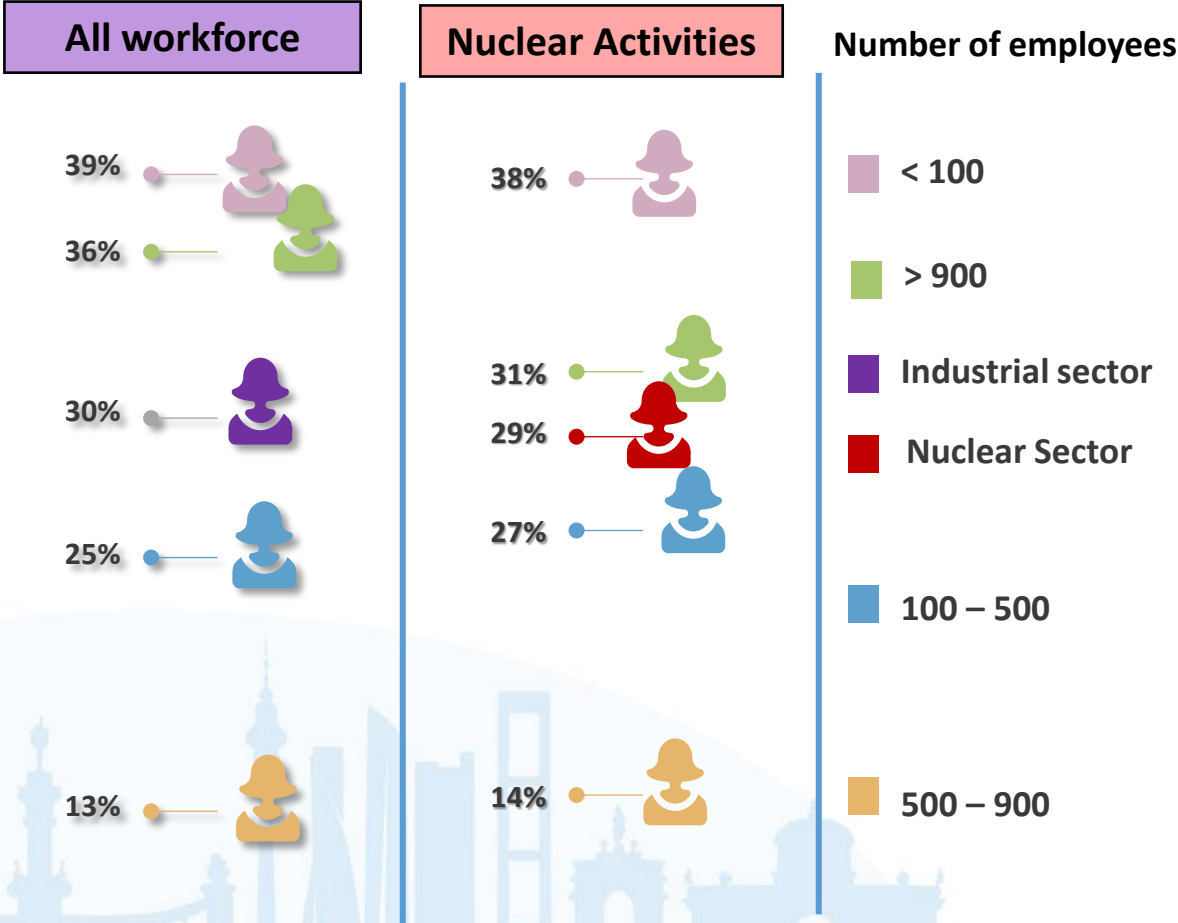 All workforce
Nuclear Activities
Number of employees
39%
36%
30%
25%
13%
38%
31%
29%
27%
14%
< 100
> 900
Industrial sector
Nuclear Sector
100 – 500
500 – 900